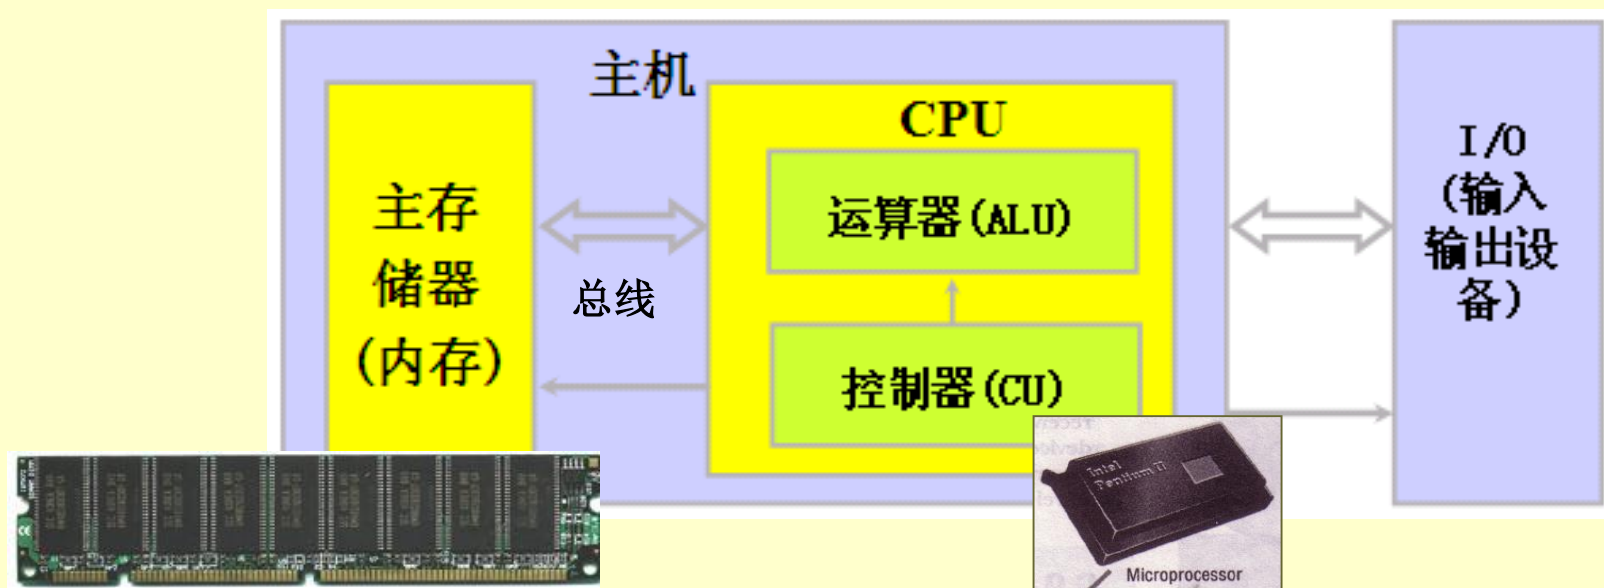 主机
主存
储器
(内存)
总线
CPU
运算器(ALU)
控制器(CU)
I/O
(输入
输出设
备)
Intel
Pentium II
Microprocessor